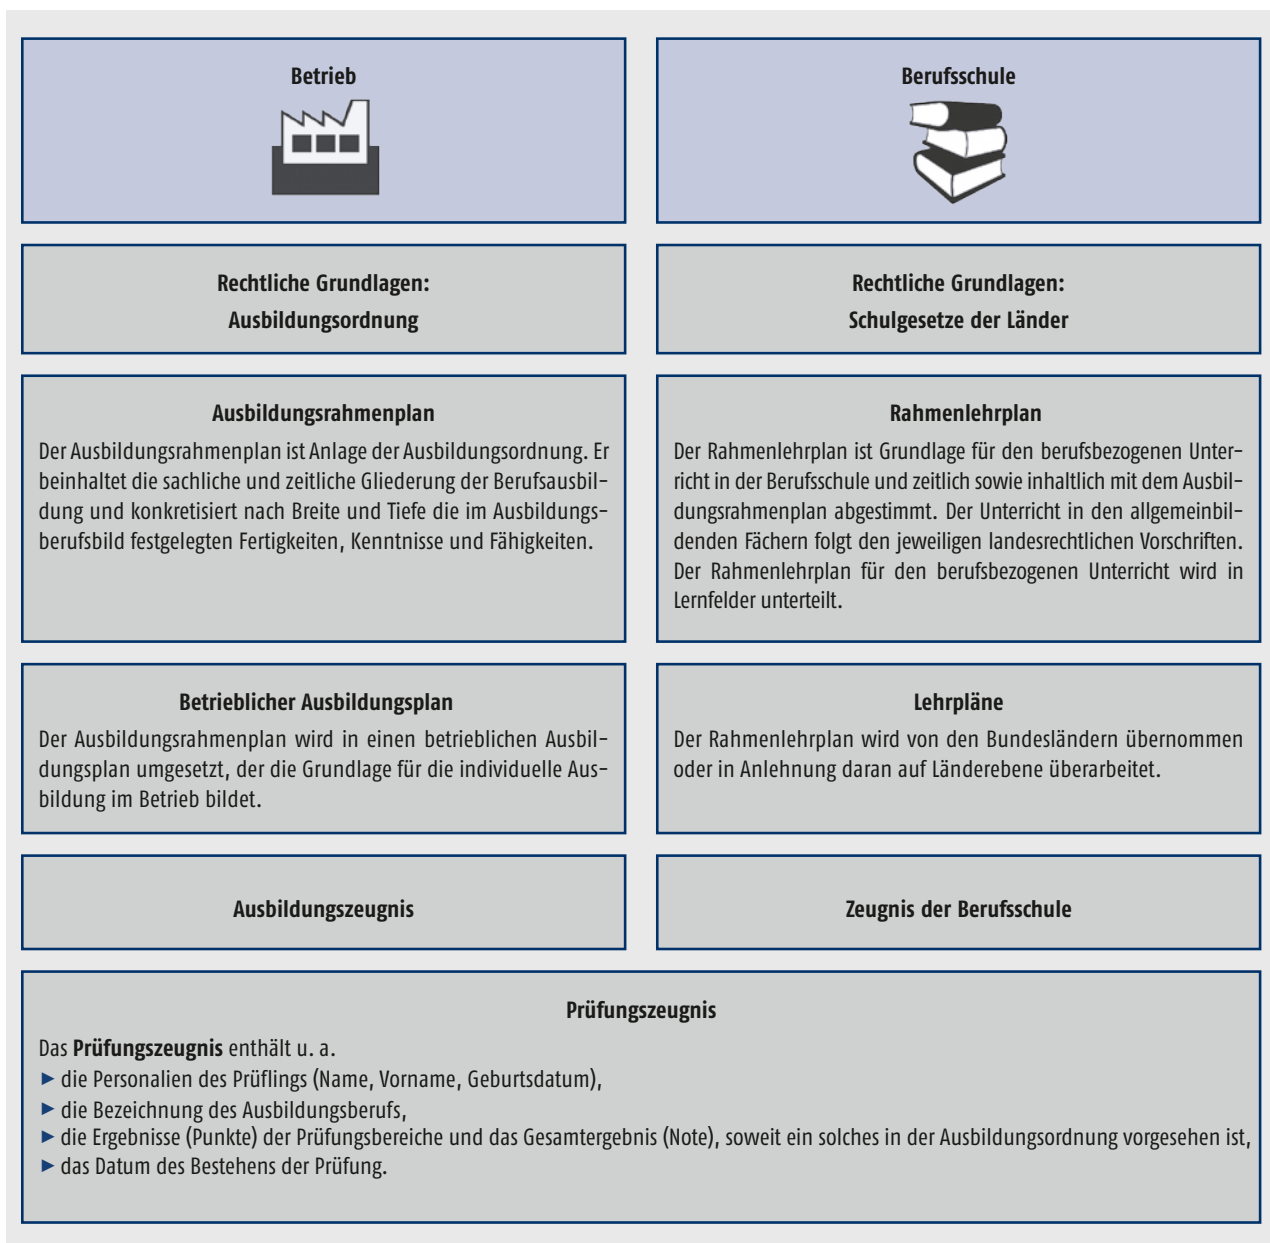 Betrieb
Rechtliche Grundlagen:
Ausbildungsordnung
Ausbildungsrahmenplan
Der Ausbildungsrahmenplan ist Anlage der Ausbildungsordnung. Er
beinhaltet die sachliche und zeitliche Gliederung der Berufsausbil-
dung und konkretisiert nach Breite und Tiefe die im Ausbildungs-
berufsbild festgelegten Fertigkeiten, Kenntnisse und Fähigkeiten.
Betrieblicher Ausbildungsplan
Der Ausbildungsrahmenplan wird in einen betrieblichen Ausbil-
dungsplan umgesetzt, der die Grundlage für die individuelle Aus-
bildung im Betrieb bildet.
Ausbildungszeugnis
Berufsschule
Rechtliche Grundlagen:
Schulgesetze der Länder
Rahmenlehrplan
Der Rahmenlehrplan ist Grundlage für den berufsbezogenen Unter-
richt in der Berufsschule und zeitlich sowie inhaltlich mit dem Ausbil-
dungsrahmenplan abgestimmt. Der Unterricht in den allgemeinbil-
denden Fächern folgt den jeweiligen landesrechtlichen Vorschriften.
Der Rahmenlehrplan für den berufsbezogenen Unterricht wird in
Lernfelder unterteilt.
Lehrpläne
Der Rahmenlehrplan wird von den Bundesländern übernommen
oder in Anlehnung daran auf Länderebene überarbeitet.
Zeugnis der Berufsschule
Prüfungszeugnis
Das Prüfungszeugnis enthält u. a.
► die Personalien des Prüflings (Name, Vorname, Geburtsdatum),
► die Bezeichnung des Ausbildungsberufs,
► die Ergebnisse (Punkte) der Prüfungsbereiche und das Gesamtergebnis (Note), soweit ein solches in der Ausbildungsordnung vorgesehen ist,
► das Datum des Bestehens der Prüfung.